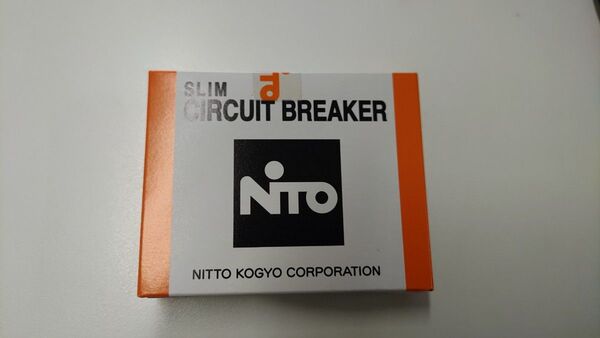 SLIM
CIRCUIT BREAKER
NiTO
NITTO KOGYO CORPORATION